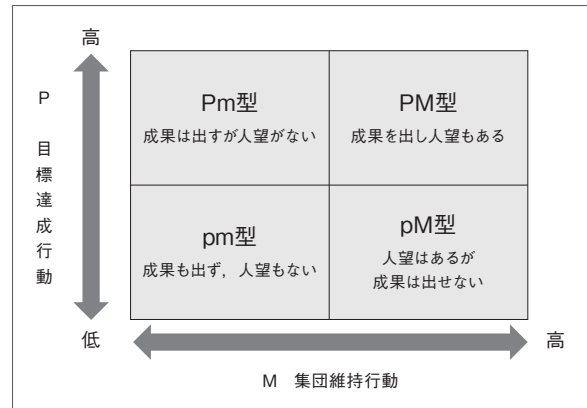 高
P 目標達成行動
Pm型
成果は出すが人望がない
PM型
成果を出し人望もある
pm型
成果も出ず，人望もない
pM型
人望はあるが
成果は出せない
低
高
M 集団維持行動